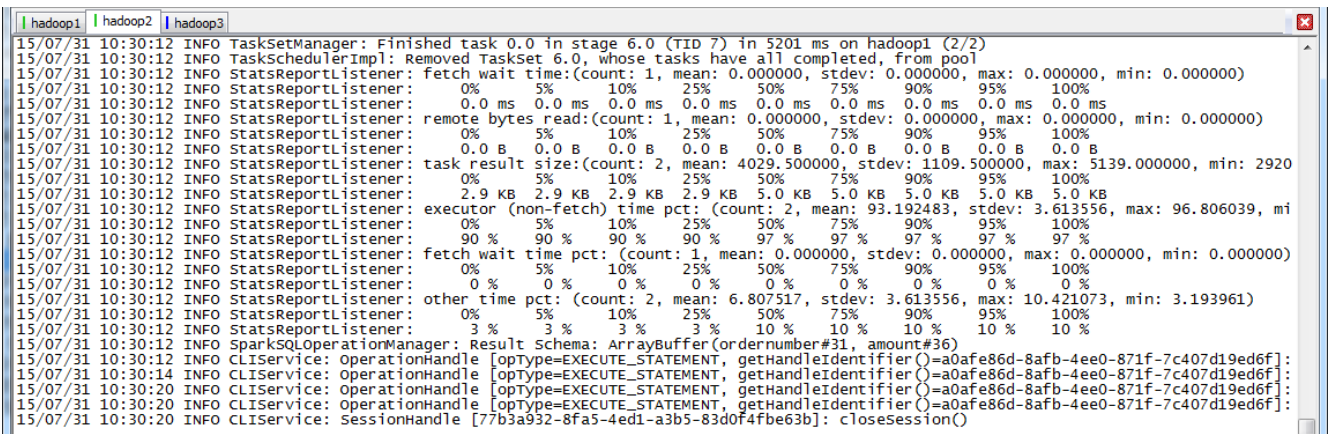 hadoop1 hadoop2 hadoop3
15/07/31 10:30:12 INFO TaskSetManager: Finished task 0.0 in stage 6.0 (TID 7) in 5201 ms on hadoop1 (2/2)
15/07/31 10:30:12 INFO TaskSchedulerImpl: Removed TaskSet 6.0, whose tasks have all completed, from pool
15/07/31 10:30:12 INFO StatsReportListener: fetch wait time:(count: 1, mean: 0.000000, stdev: 0.000000, max: 0.000000, min: 0.000000)
15/07/31 10:30:12 INFO StatsReportListener: 0% 5% 10% 25% 50% 75% 90% 95% 100%
15/07/31 10:30:12 INFO StatsReportListener: 0.0 ms 0.0 ms 0.0 ms 0.0 ms 0.0 ms 0.0 ms 0.0 ms 0.0 ms 0.0 ms
15/07/31 10:30:12 INFO StatsReportListener: remote bytes read:(count: 1, mean: 0.000000, stdev: 0.000000, max: 0.000000, min: 0.000000)
15/07/31 10:30:12 INFO StatsReportListener: 0% 5% 10% 25% 50% 75% 90% 95% 100%
15/07/31 10:30:12 INFO StatsReportListener: 0.0 B 0.0 B 0.0 B 0.0 B 0.0 B 0.0 B 0.0 B 0.0 B 0.0 B
15/07/31 10:30:12 INFO StatsReportListener: task result size:(count: 2, mean: 4029.500000, stdev: 1109.500000, max: 5139.000000, min: 2920
15/07/31 10:30:12 INFO StatsReportListener: 0% 5% 10% 25% 50% 75% 90% 95% 100%
15/07/31 10:30:12 INFO StatsReportListener: 2.9 KB 2.9 KB 2.9 KB 2.9 KB 5.0 KB 5.0 KB 5.0 KB 5.0 KB 5.0 KB
15/07/31 10:30:12 INFO StatsReportListener: executor (non-fetch) time pct: (count: 2, mean: 93.192483, stdev: 3.613556, max: 96.806039, mi
15/07/31 10:30:12 INFO StatsReportListener: 0% 5% 10% 25% 50% 75% 90% 95% 100%
15/07/31 10:30:12 INFO StatsReportListener: 90 % 90 % 90 % 90 % 97 % 97 % 97 % 97 % 97 %
15/07/31 10:30:12 INFO StatsReportListener: fetch wait time pct: (count: 1, mean: 0.000000, stdev: 0.000000, max: 0.000000, min: 0.000000)
15/07/31 10:30:12 INFO StatsReportListener: 0% 5% 10% 25% 50% 75% 90% 95% 100%
15/07/31 10:30:12 INFO StatsReportListener: 0 % 0 % 0 % 0 % 0 % 0 % 0 % 0 % 0 %
15/07/31 10:30:12 INFO StatsReportListener: other time pct: (count: 2, mean: 6.807517, stdev: 3.613556, max: 10.421073, min: 3.193961)
15/07/31 10:30:12 INFO StatsReportListener: 0% 5% 10% 25% 50% 75% 90% 95% 100%
15/07/31 10:30:12 INFO StatsReportListener: 3 % 3 % 3 % 3 % 10 % 10 % 10 % 10 % 10 %
15/07/31 10:30:12 INFO SparkSQLOperationManager: Result Schema: ArrayBuffer(ordernumber#31, amount#36)
15/07/31 10:30:12 INFO CLIService: OperationHandle [opType=EXECUTE_STATEMENT, getHandleIdentifier()=a0afe86d-8afb-4ee0-871f-7c407d19ed6f]:
15/07/31 10:30:14 INFO CLIService: OperationHandle [opType=EXECUTE_STATEMENT, getHandleIdentifier()=a0afe86d-8afb-4ee0-871f-7c407d19ed6f]:
15/07/31 10:30:20 INFO CLIService: OperationHandle [opType=EXECUTE_STATEMENT, getHandleIdentifier()=a0afe86d-8afb-4ee0-871f-7c407d19ed6f]:
15/07/31 10:30:20 INFO CLIService: OperationHandle [opType=EXECUTE_STATEMENT, getHandleIdentifier()=a0afe86d-8afb-4ee0-871f-7c407d19ed6f]:
15/07/31 10:30:20 INFO CLIService: SessionHandle [77b3a932-8fa5-4ed1-a3b5-83d0f4fbe63b]: closeSession()